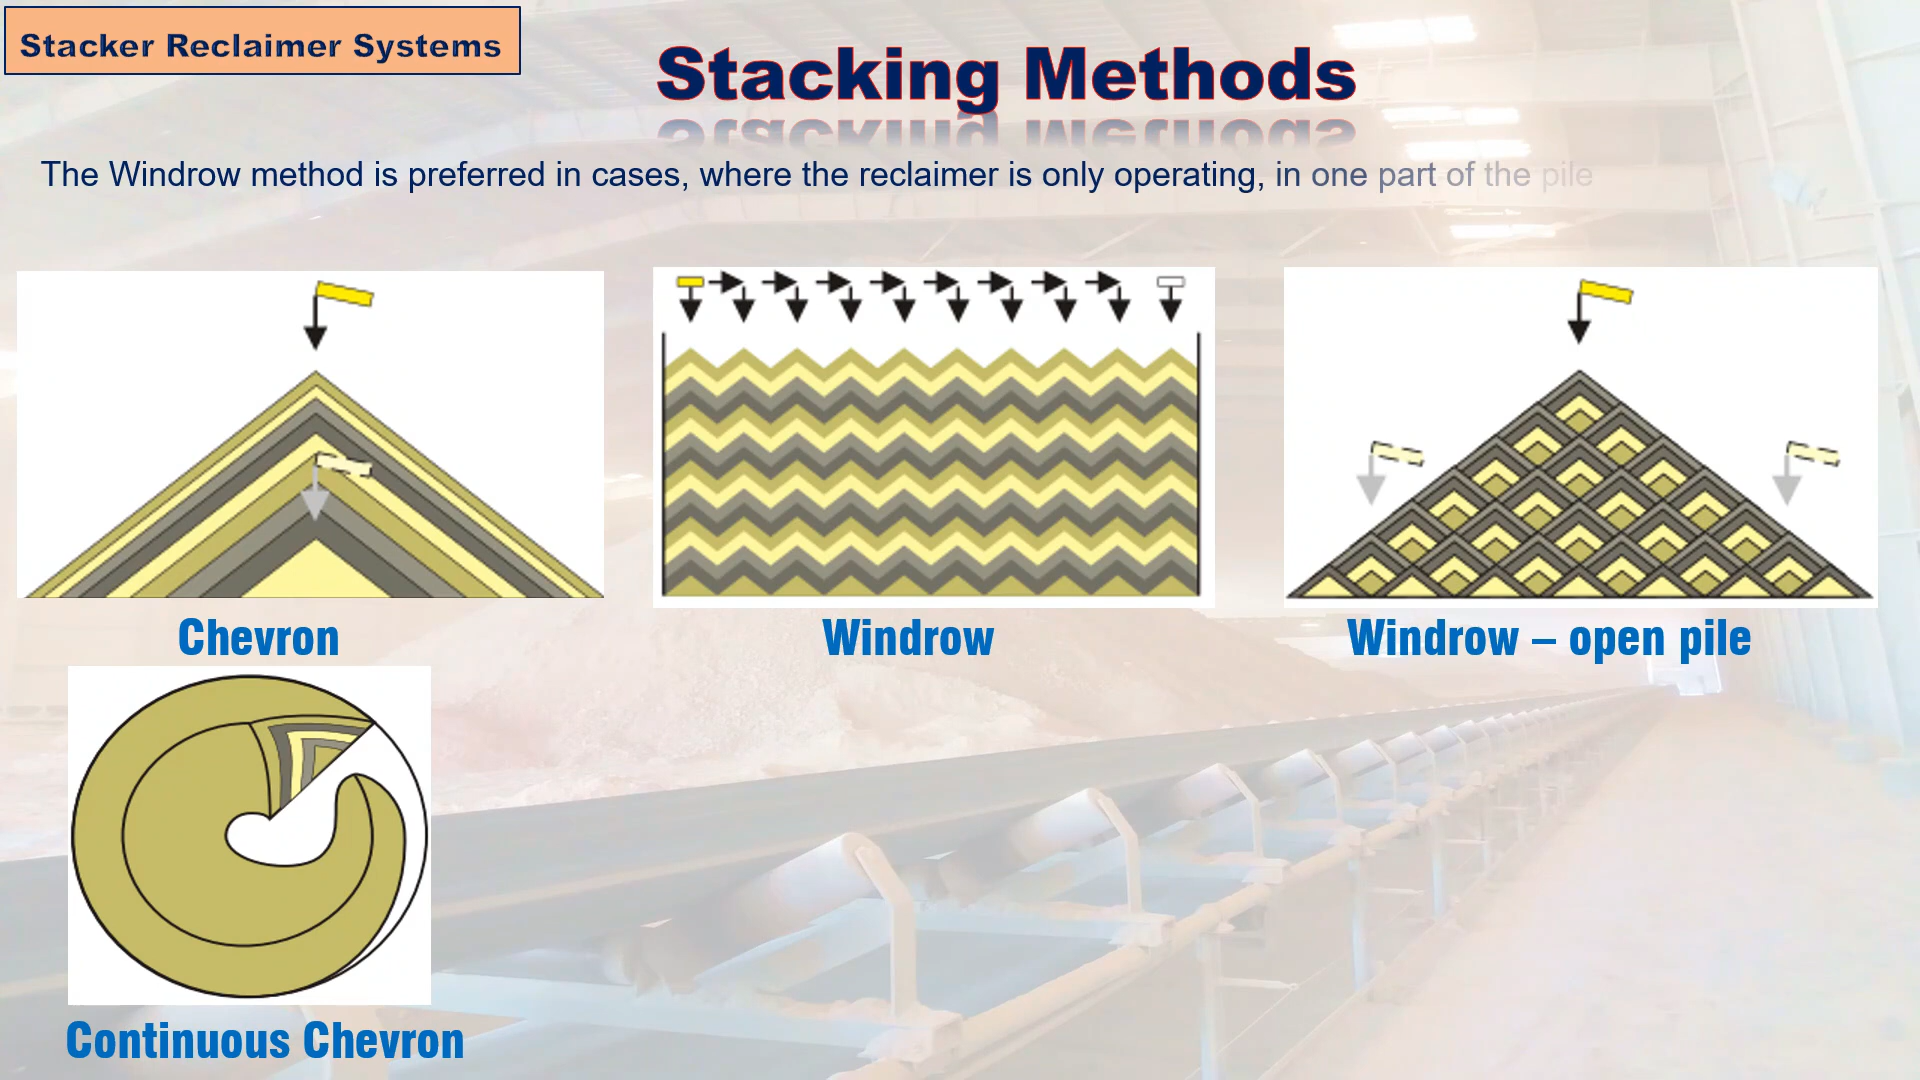 Stacker Reclaimer Systems
Stacking Methods
The Windrow method is preferred in cases, where the reclaimer is only operating, in one part of the pile
Chevron
Windrow
Windrow – open pile
Continuous Chevron